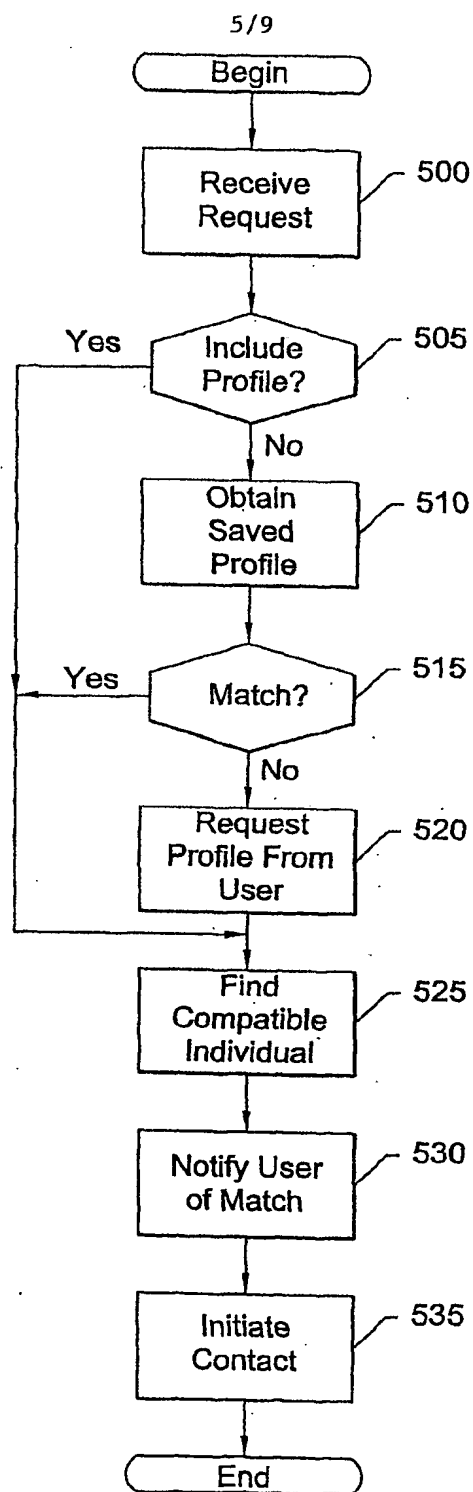 5/9
Begin
Receive
Request
500
Include
Profile?
505
Yes
No
Obtain
Saved
Profile
510
Match?
515
Yes
No
Request
Profile From
User
520
Find
Compatible
Individual
525
Notify User
of Match
530
Initiate
Contact
535
End